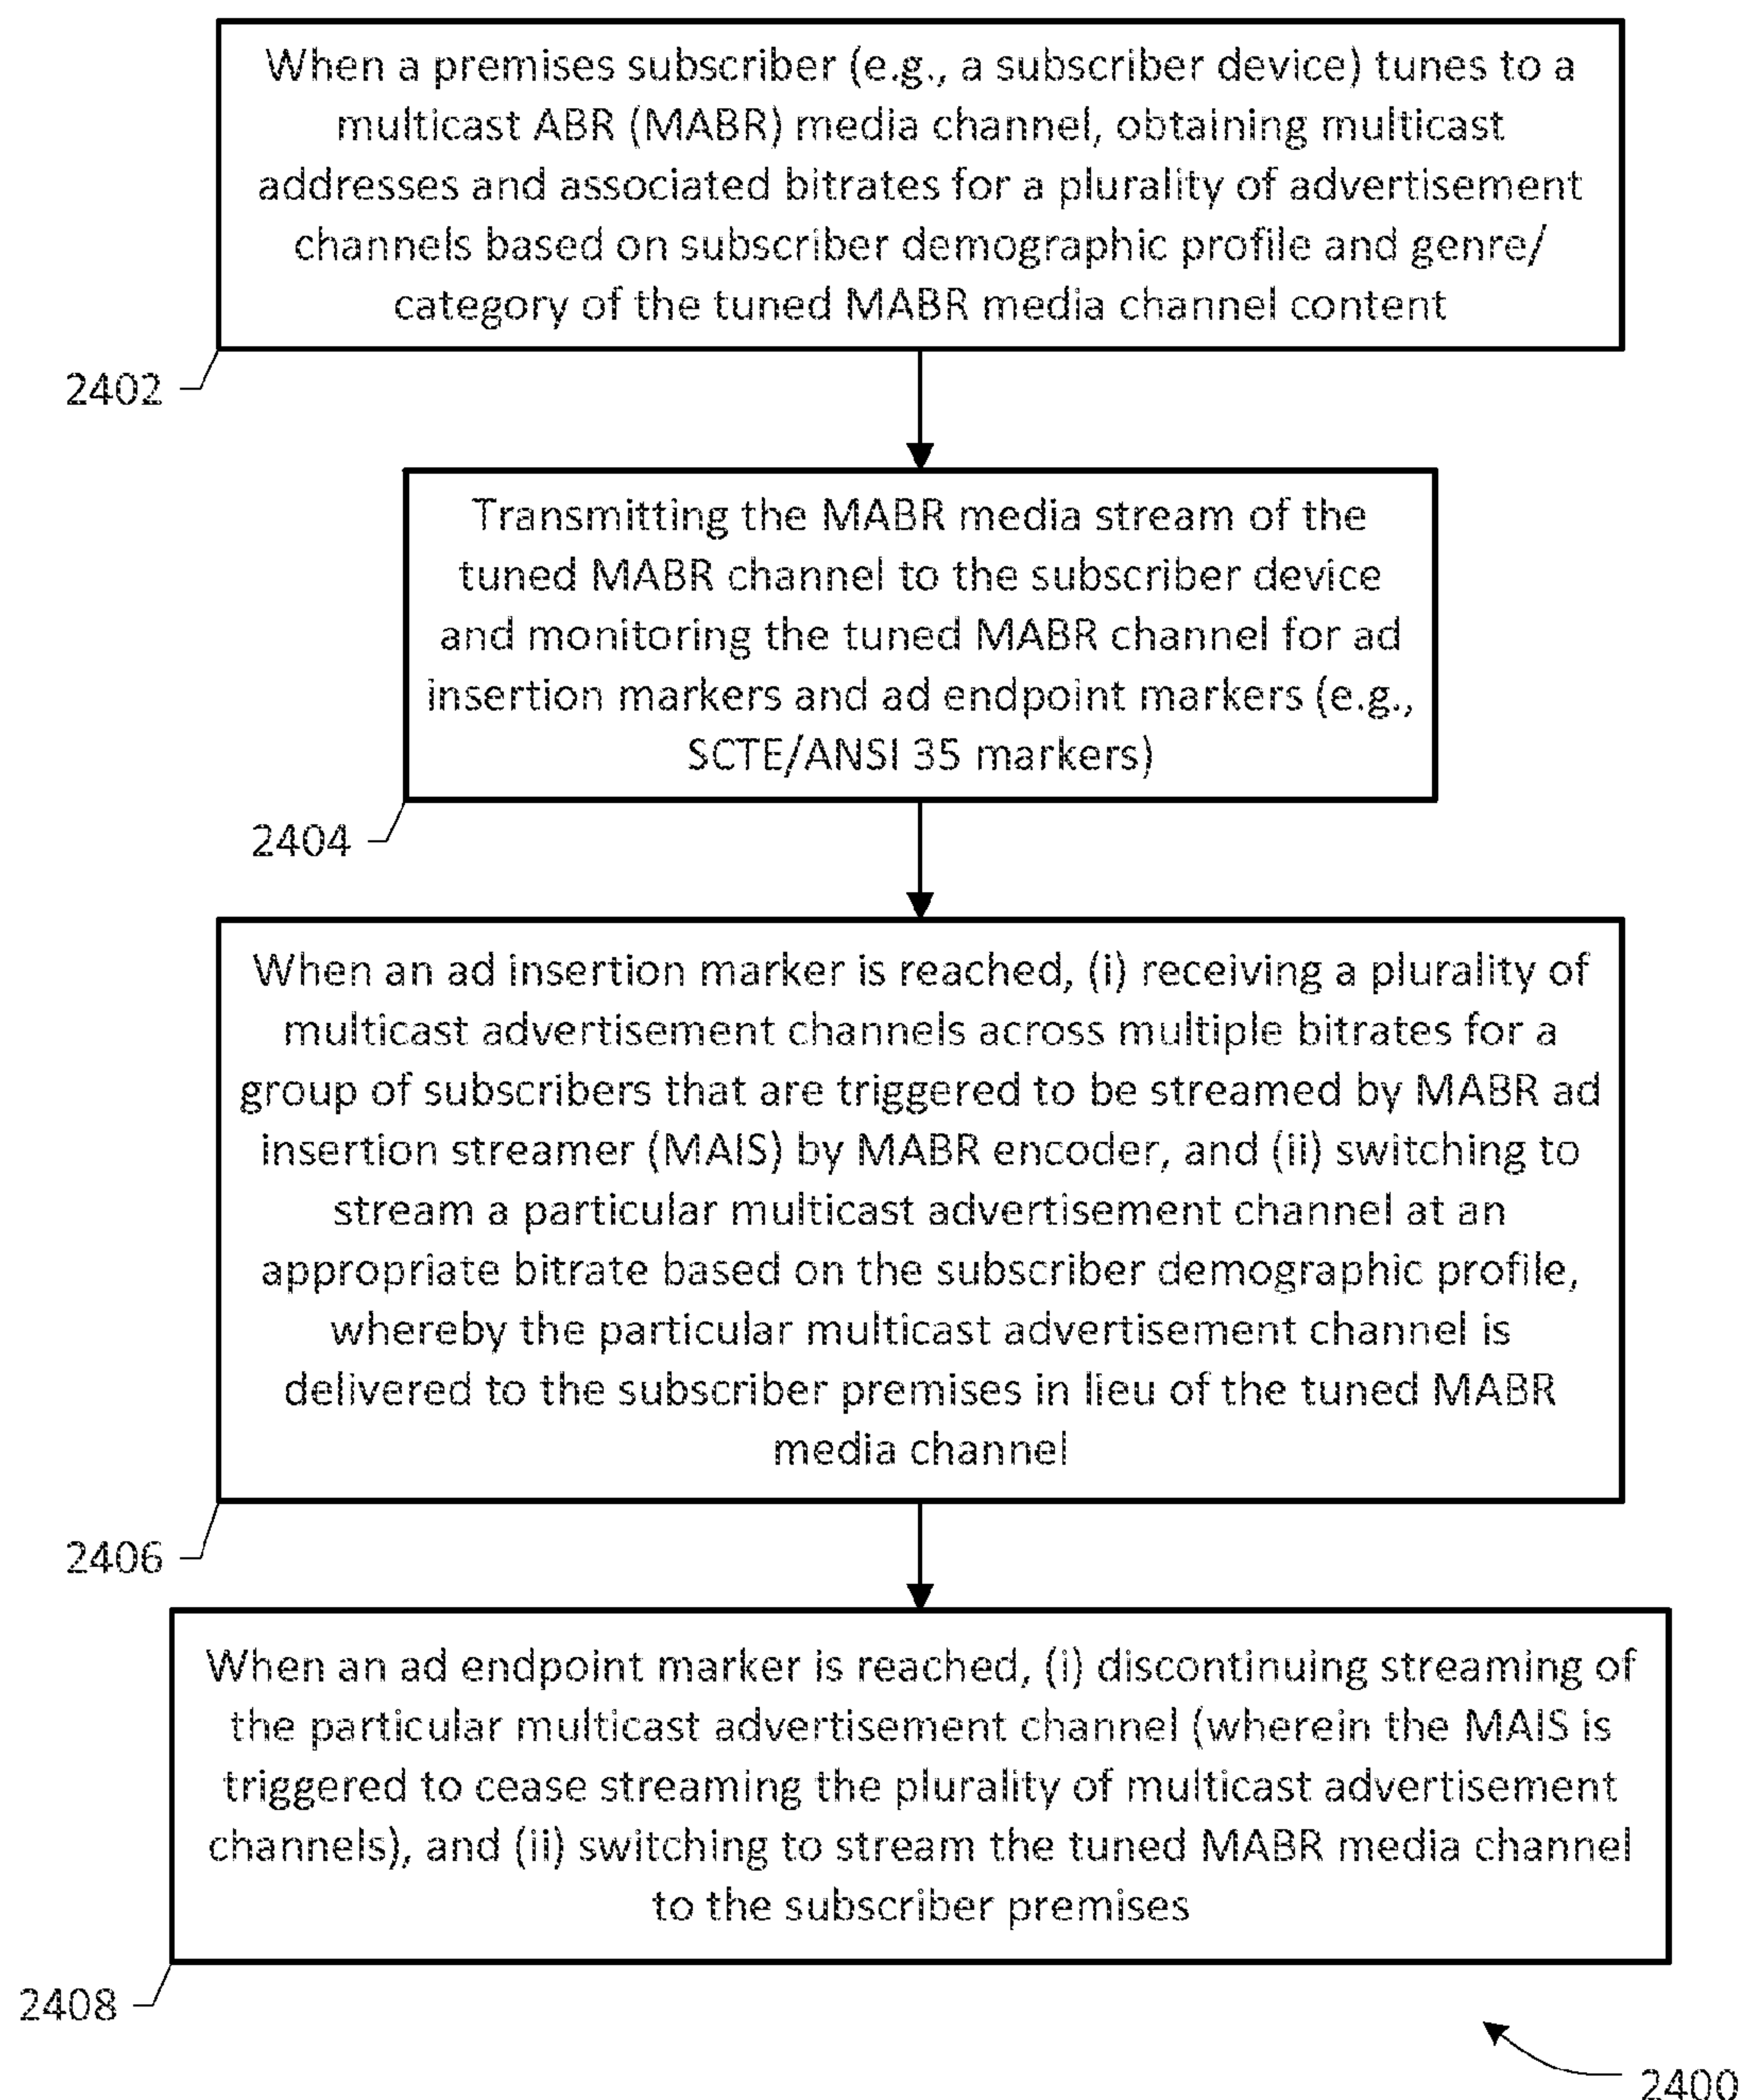 When a premises subscriber (e.g., a subscriber device) tunes to a
multicast ABR (MABR) media channel, obtaining multicast
addresses and associated bitrates for a plurality of advertisement
channels based on subscriber demographic profile and genre/
category of the tuned MABR media channel content
2402
Transmitting the MABR media stream of the
tuned MABR channel to the subscriber device
and monitoring the tuned MABR channel for ad
insertion markers and ad endpoint markers (e.g.,
SCTE/ANSI 35 markers)
2404
When an ad insertion marker is reached, (i) receiving a plurality of
multicast advertisement channels across multiple bitrates for a
group of subscribers that are triggered to be streamed by MABR ad
insertion streamer (MAIS) by MABR encoder, and (ii) switching to
stream a particular multicast advertisement channel at an
appropriate bitrate based on the subscriber demographic profile,
whereby the particular multicast advertisement channel is
delivered to the subscriber premises in lieu of the tuned MABR
media channel
2406
When an ad endpoint marker is reached, (i) discontinuing streaming of
the particular multicast advertisement channel (wherein the MAIS is
triggered to cease streaming the plurality of multicast advertisement
channels), and (ii) switching to stream the tuned MABR media channel
to the subscriber premises
2408
2400